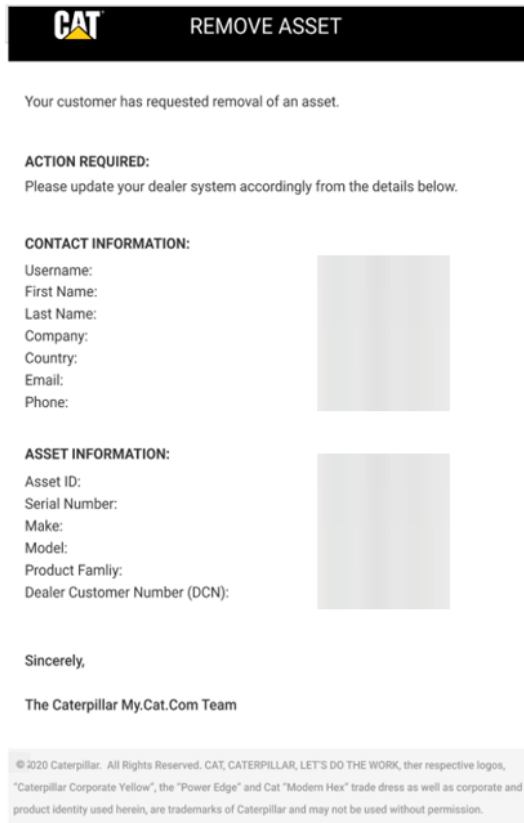 CAT
REMOVE ASSET
Your customer has requested removal of an asset.
ACTION REQUIRED:
Please update your dealer system accordingly from the details below.
CONTACT INFORMATION:
Username:
First Name:
Last Name:
Company:
Country:
Email:
Phone:
ASSET INFORMATION:
Asset ID:
Serial Number:
Make:
Model:
Product Famliy:
Dealer Customer Number (DCN):
Sincerely,
The Caterpillar My.Cat.Com Team
© 2020 Caterpillar. All Rights Reserved. CAT, CATERPILLAR, LET'S DO THE WORK, ther respective logos,
"Caterpillar Corporate Yellow", the "Power Edge" and Cat "Modern Hex" trade dress as well as corporate and
product identity used herein, are trademarks of Caterpillar and may not be used without permission.